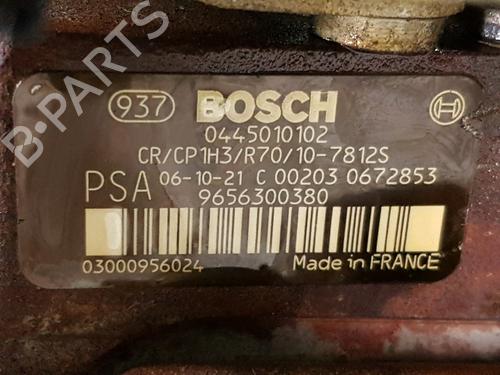 B-PARTS
937 BOSCH
0445010102
CR/CP1H3/R70/10-7812S
PSA 06-10-21 C 00203 0672853
9656300380
03000956024 Made in FRANCE